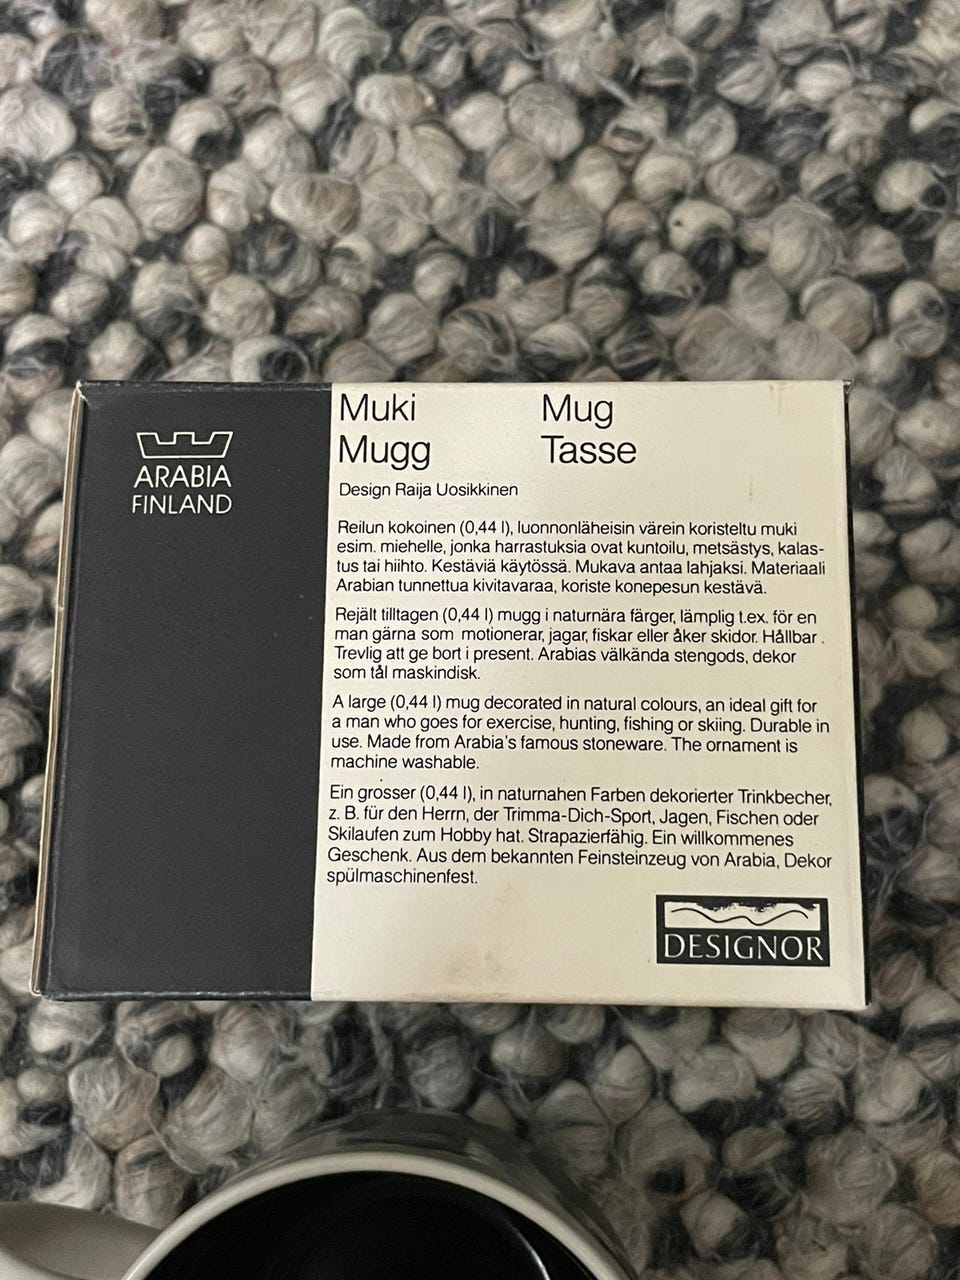 ARABIA
FINLAND
Muki Mug
Mugg Tasse
Design Raija Uosikkinen
Reilun kokoinen (0,44 l), luonnonläheisin värein koristeltu muki
esim. miehelle, jonka harrastuksia ovat kuntoilu, metsästys, kalas-
tus tai hiihto. Kestäviä käytössä. Mukava antaa lahjaksi. Materiaali
Arabian tunnettua kivitavaraa, koriste konepesun kestävä.
Rejält tilltagen (0,44 l) mugg i naturnära färger, lämplig t.ex. för en
man gärna som motionerar, jagar, fiskar eller åker skidor. Hållbar .
Trevlig att ge bort i present. Arabias välkända stengods, dekor
som tål maskindisk.
A large (0,44 l) mug decorated in natural colours, an ideal gift for
a man who goes for exercise, hunting, fishing or skiing. Durable in
use. Made from Arabia's famous stoneware. The ornament is
machine washable.
Ein grosser (0,44 l), in naturnahen Farben dekorierter Trinkbecher,
z. B. für den Herrn, der Trimma-Dich-Sport, Jagen, Fischen oder
Skilaufen zum Hobby hat. Strapazierfähig. Ein willkommenes
Geschenk. Aus dem bekannten Feinsteinzeug von Arabia, Dekor
spülmaschinenfest.
DESIGNOR